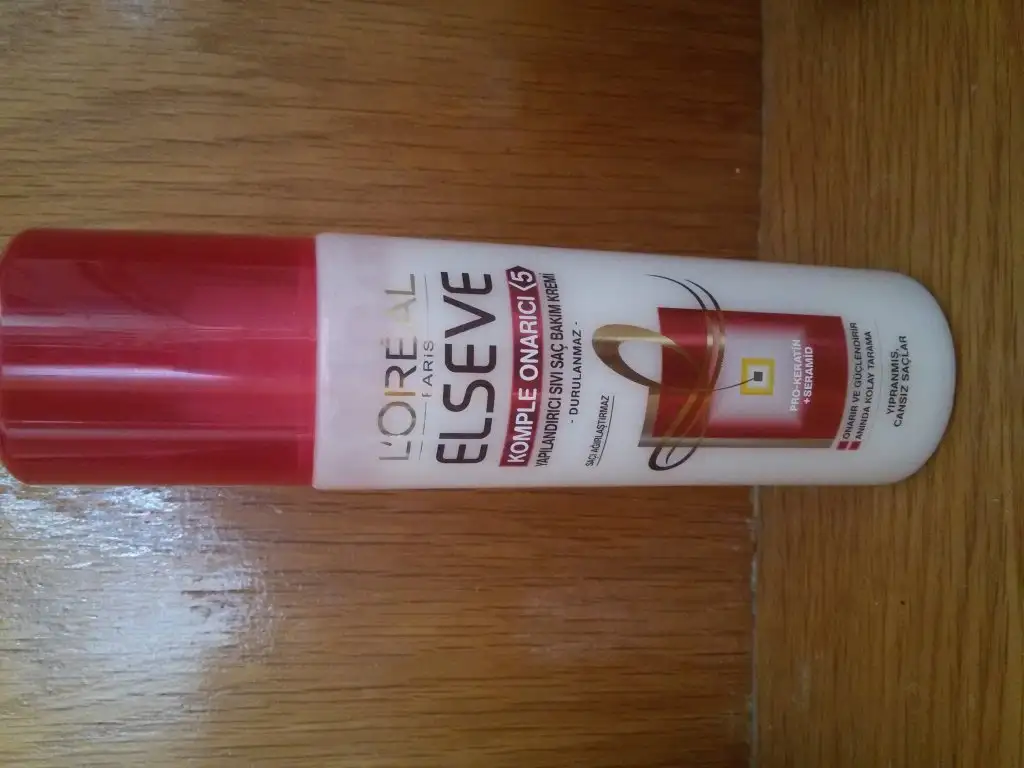 L'ORÉAL
PARIS
ELSEVE
KOMPLE ONARICI 5
YAPILANDIRICI SIVI SAÇ BAKIM KREMİ
- DURULANMAZ -
SAÇI AĞIRLAŞTIRMAZ
PRO-KERATİN
+SERAMİD
ONARIR VE GÜÇLENDİRİR
ANINDA KOLAY TARAMA
YIPRANMIŞ,
CANSIZ SAÇLAR